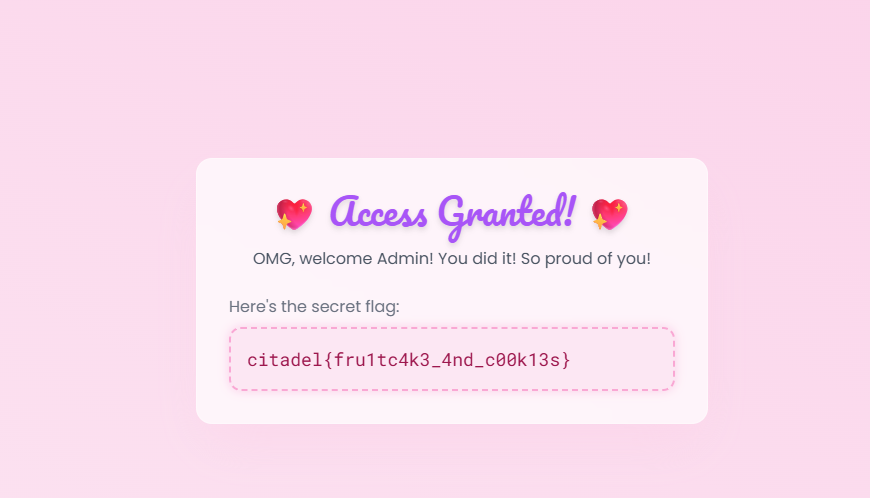 Access Granted!
OMG, welcome Admin! You did it! So proud of you!
Here's the secret flag:
citadel{fru1tc4k3_4nd_c00k13s}